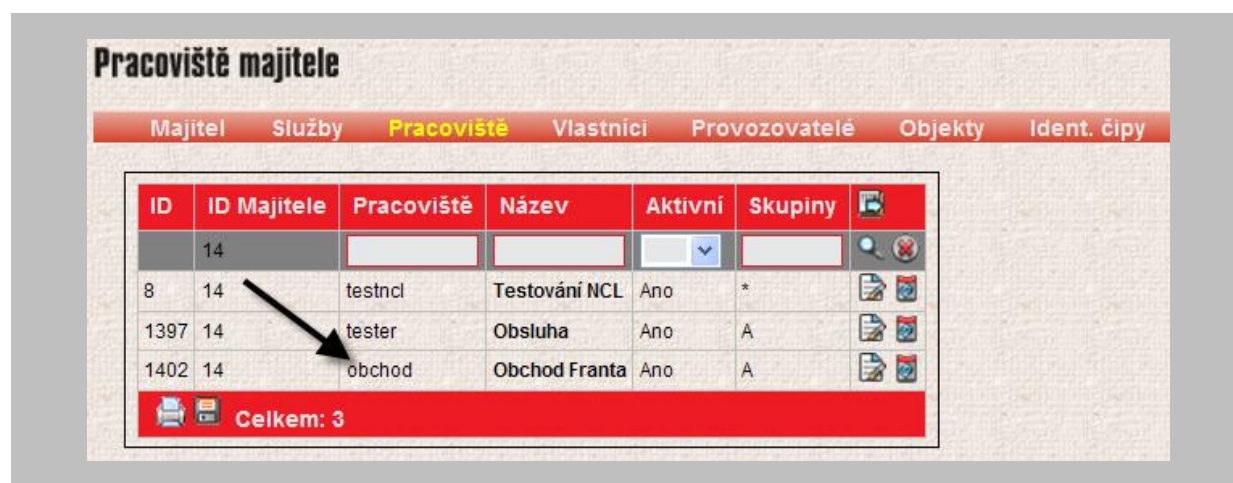 Pracoviště majitele
Majitel Služby Pracoviště Vlastníci Provozovatelé Objekty Ident. čipy
ID ID Majitele Pracoviště Název Aktivní Skupiny
14
8 14 testncl Testování NCL Ano *
1397 14 tester Obsluha Ano A
1402 14 obchod Obchod Franta Ano A
Celkem: 3